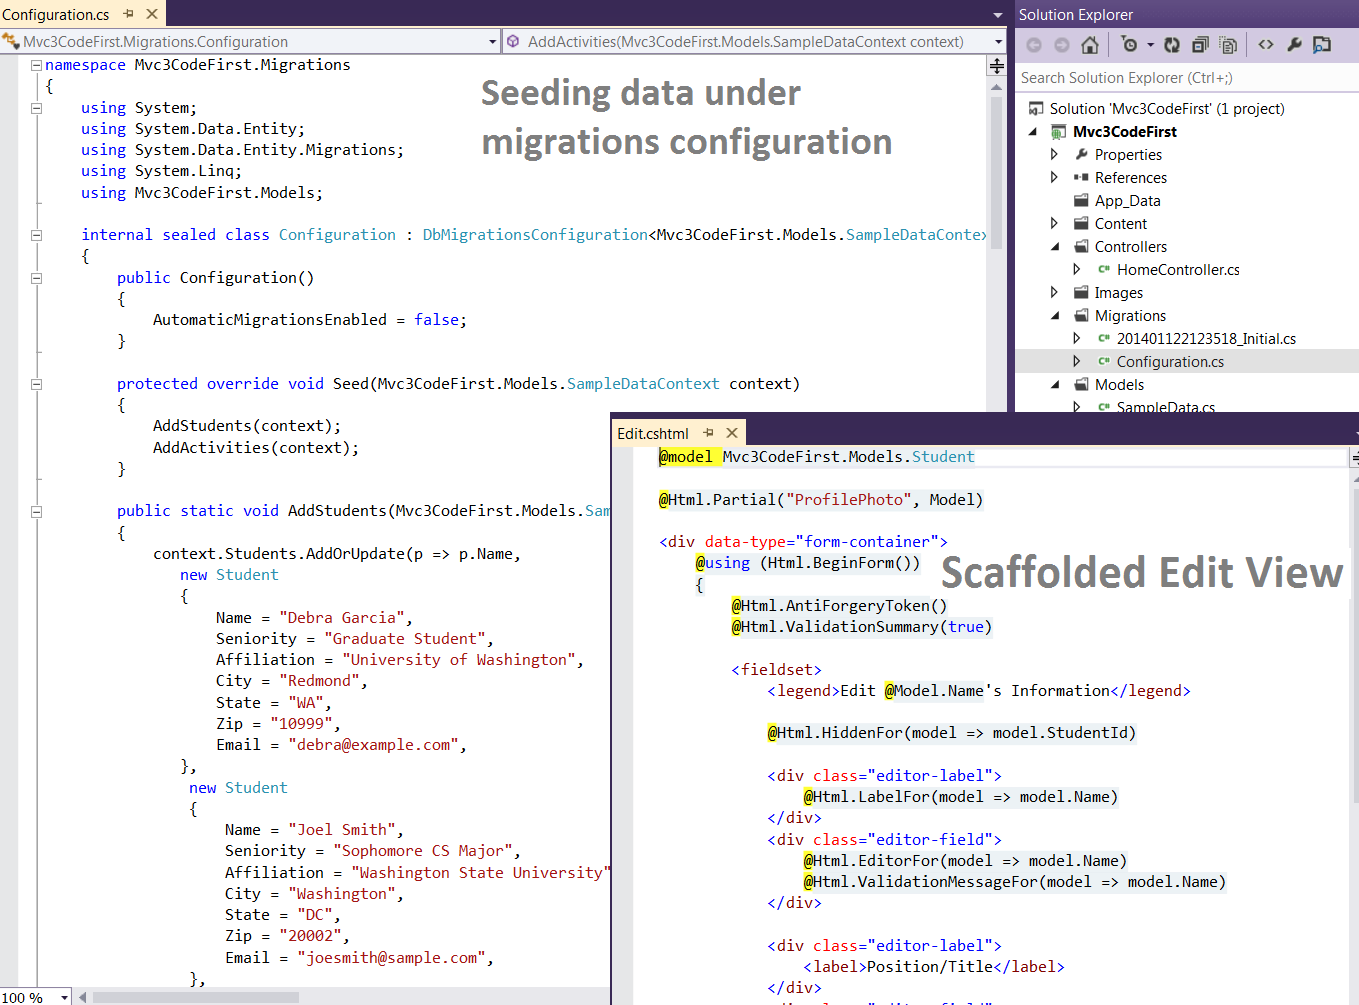 Configuration.cs
Mvc3CodeFirst.Migrations.Configuration
AddActivities(Mvc3CodeFirst.Models.SampleDataContext context)
Seeding data under
migrations configuration
namespace Mvc3CodeFirst.Migrations
{
using System;
using System.Data.Entity;
using System.Data.Entity.Migrations;
using System.Linq;
using Mvc3CodeFirst.Models;
internal sealed class Configuration : DbMigrationsConfiguration<Mvc3CodeFirst.Models.SampleDataContex
{
public Configuration()
{
AutomaticMigrationsEnabled = false;
}
protected override void Seed(Mvc3CodeFirst.Models.SampleDataContext context)
{
AddStudents(context);
AddActivities(context);
}
public static void AddStudents(Mvc3CodeFirst.Models.Sam
{
context.Students.AddOrUpdate(p => p.Name,
new Student
{
Name = "Debra Garcia",
Seniority = "Graduate Student",
Affiliation = "University of Washington",
City = "Redmond",
State = "WA",
Zip = "10999",
Email = "debra@example.com",
},
new Student
{
Name = "Joel Smith",
Seniority = "Sophomore CS Major",
Affiliation = "Washington State University"
City = "Washington",
State = "DC",
Zip = "20002",
Email = "joesmith@sample.com",
},
100 %
Solution Explorer
Search Solution Explorer (Ctrl+;)
Solution 'Mvc3CodeFirst' (1 project)
Mvc3CodeFirst
Properties
References
App_Data
Content
Controllers
C# HomeController.cs
Images
Migrations
C# 201401122123518_Initial.cs
C# Configuration.cs
Models
C# SampleData.cs
Edit.cshtml
@model Mvc3CodeFirst.Models.Student
@Html.Partial("ProfilePhoto", Model)
<div data-type="form-container">
@using (Html.BeginForm())
Scaffolded Edit View
{
@Html.AntiForgeryToken()
@Html.ValidationSummary(true)
<fieldset>
<legend>Edit @Model.Name's Information</legend>
@Html.HiddenFor(model => model.StudentId)
<div class="editor-label">
@Html.LabelFor(model => model.Name)
</div>
<div class="editor-field">
@Html.EditorFor(model => model.Name)
@Html.ValidationMessageFor(model => model.Name)
</div>
<div class="editor-label">
<label>Position/Title</label>
</div>